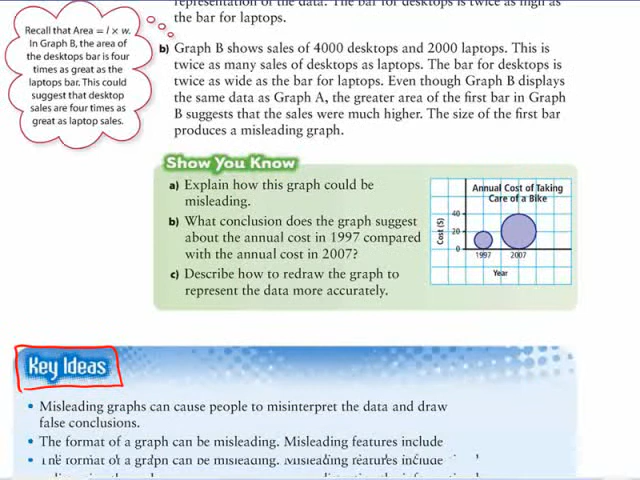 representation of the data. The bar for desktops is twice as high as
the bar for laptops.
Recall that Area = l × w.
In Graph B, the area of
the desktops bar is four
times as great as the
laptops bar. This could
suggest that desktop
sales are four times as
great as laptop sales.
b) Graph B shows sales of 4000 desktops and 2000 laptops. This is
twice as many sales of desktops as laptops. The bar for desktops is
twice as wide as the bar for laptops. Even though Graph B displays
the same data as Graph A, the greater area of the first bar in Graph
B suggests that the sales were much higher. The size of the first bar
produces a misleading graph.
Show You Know
a) Explain how this graph could be
misleading.
b) What conclusion does the graph suggest
about the annual cost in 1997 compared
with the annual cost in 2007?
c) Describe how to redraw the graph to
represent the data more accurately.
Annual Cost of Taking
Care of a Bike
Cost ($)
40
20
0
1997 2007
Year
Key Ideas
• Misleading graphs can cause people to misinterpret the data and draw
false conclusions.
• The format of a graph can be misleading. Misleading features include
• The format of a graph can be misleading. Misleading features include